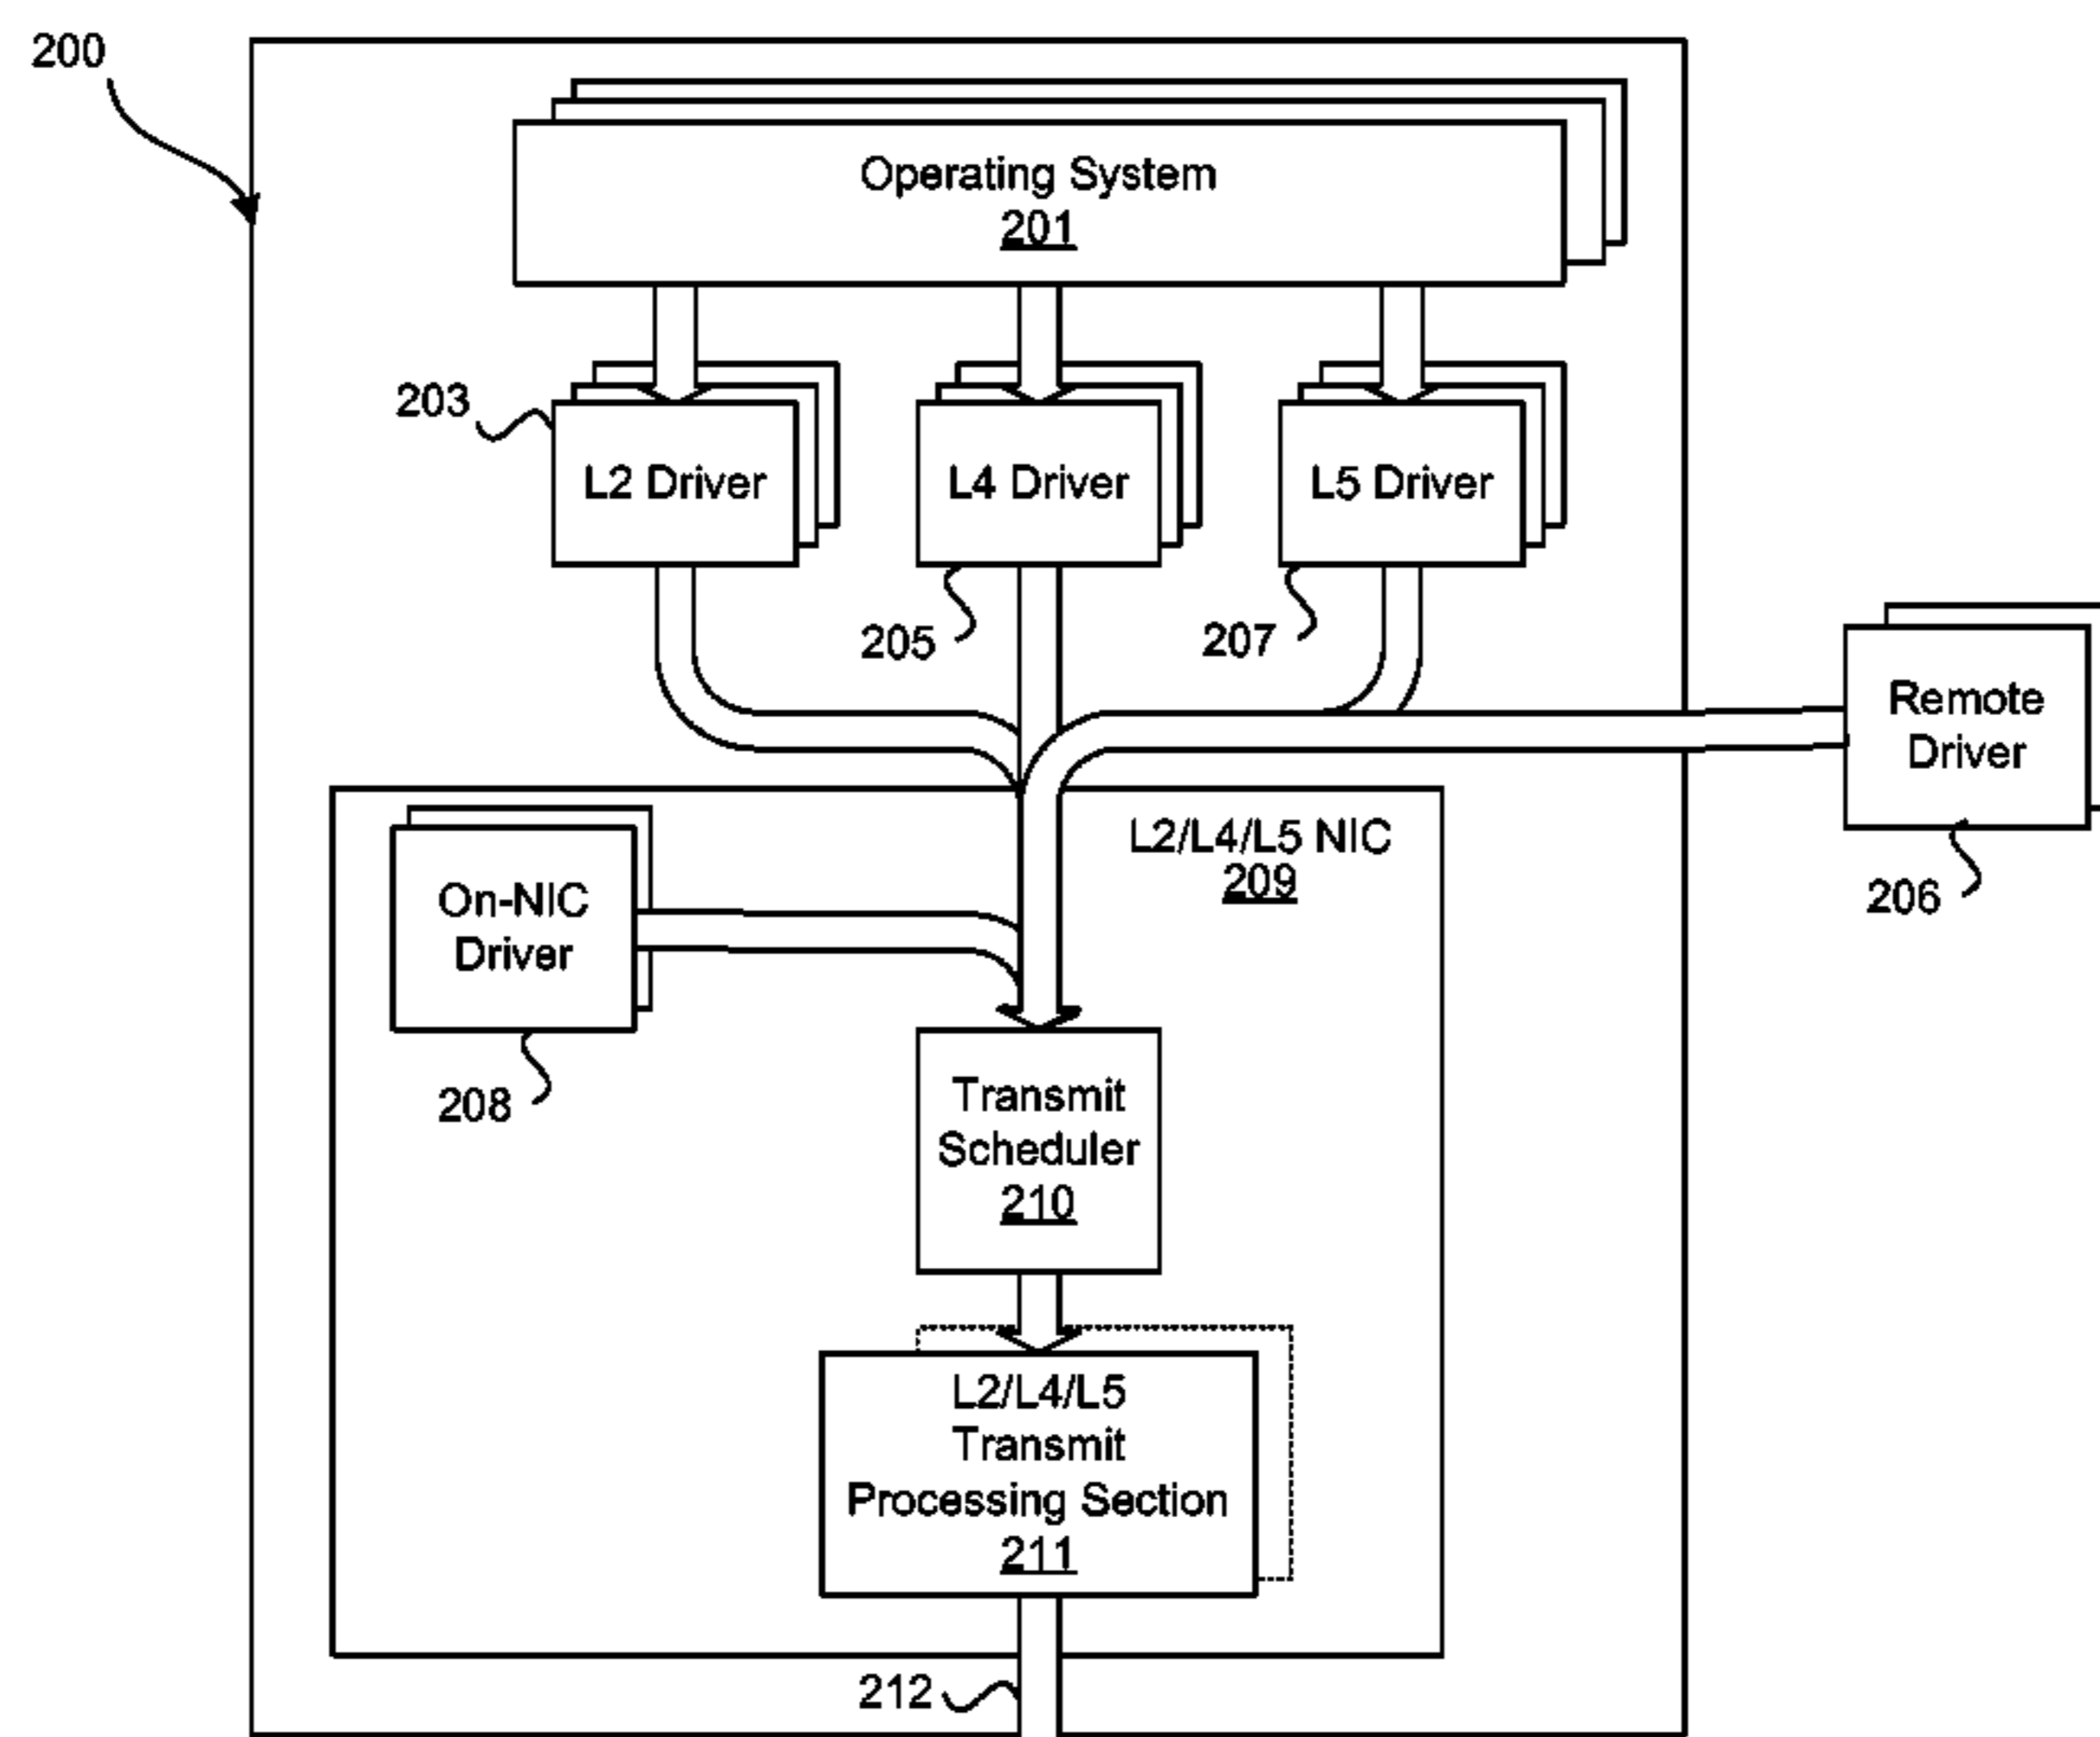 200
Operating System
201
203
L2 Driver
L4 Driver
L5 Driver
205
207
Remote
Driver
206
L2/L4/L5 NIC
209
On-NIC
Driver
208
Transmit
Scheduler
210
L2/L4/L5
Transmit
Processing Section
211
212